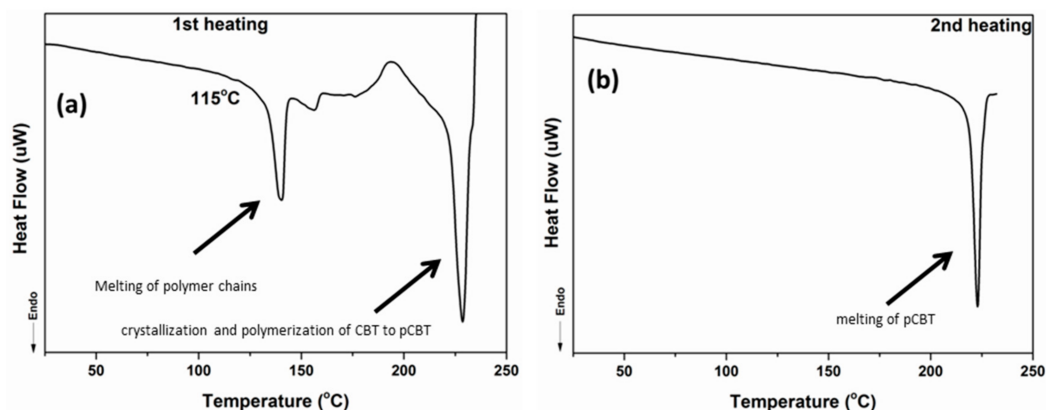 1st heating
(a)
115°C
Melting of polymer chains
crystallization and polymerization of CBT to pCBT
Heat Flow (uW)
Endo
50
100
150
200
250
Temperature (°C)
2nd heating
(b)
melting of pCBT
Heat Flow (uW)
Endo
50
100
150
200
250
Temperature (°C)